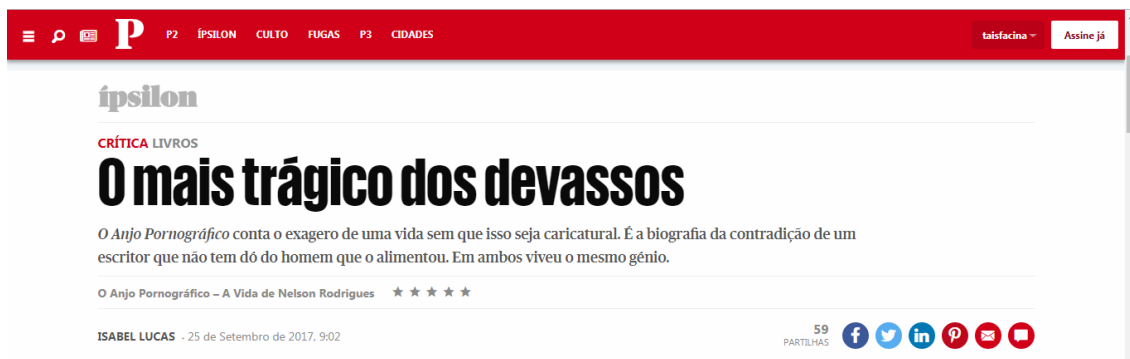 P P2 ÍPSILON CULTO FUGAS P3 CIDADES taisfacina Assine já
ípsilon
CRÍTICA LIVROS
O mais trágico dos devassos
O Anjo Pornográfico conta o exagero de uma vida sem que isso seja caricatural. É a biografia da contradição de um
escritor que não tem dó do homem que o alimentou. Em ambos viveu o mesmo génio.
O Anjo Pornográfico – A Vida de Nelson Rodrigues ★ ★ ★ ★ ★
ISABEL LUCAS - 25 de Setembro de 2017, 9:02
59
PARTILHAS